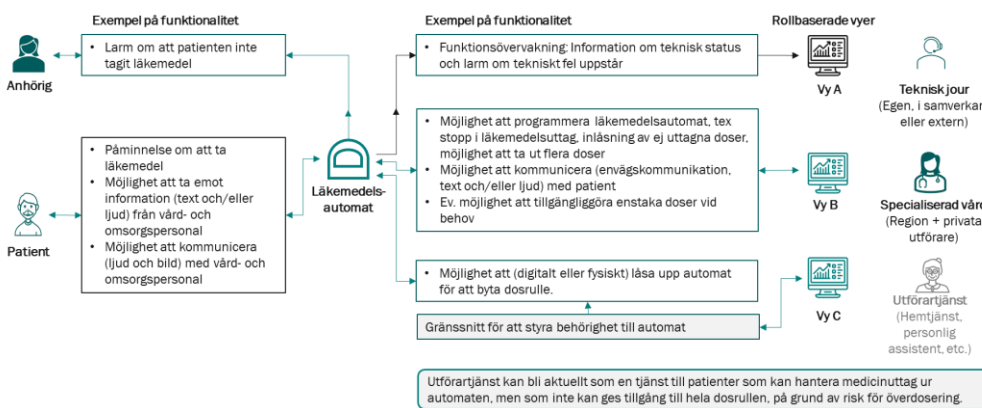 Exempel på funktionalitet
Exempel på funktionalitet
Rollbaserade vyer
Anhörig
• Larm om att patienten inte
tagit läkemedel
• Funktionsövervakning: Information om teknisk status
och larm om tekniskt fel uppstår
Vy A
Teknisk jour
(Egen, i samverkan
eller extern)
Patient
• Påminnelse om att ta
läkemedel
• Möjlighet att ta emot
information (text och/eller
ljud) från vård- och
omsorgspersonal
• Möjlighet att kommunicera
(ljud och bild) med vård- och
omsorgspersonal
Läkemedels-
automat
• Möjlighet att programmera läkemedelsautomat, tex
stopp i läkemedelsuttag, inlåsning av ej uttagna doser,
möjlighet att ta ut flera doser
• Möjlighet att kommunicera (envägskommunikation,
text och/eller ljud) med patient
• Ev. möjlighet att tillgängliggöra enstaka doser vid
behov
Vy B
Specialiserad vård
(Region + privata
utförare)
• Möjlighet att (digitalt eller fysiskt) låsa upp automat
för att byta dosrulle.
Gränssnitt för att styra behörighet till automat
Vy C
Utförartjänst
(Hemtjänst,
personlig
assistent, etc.)
Utförartjänst kan bli aktuellt som en tjänst till patienter som kan hantera medicinuttag ur
automaten, men som inte kan ges tillgång till hela dosrullen, på grund av risk för överdosering.